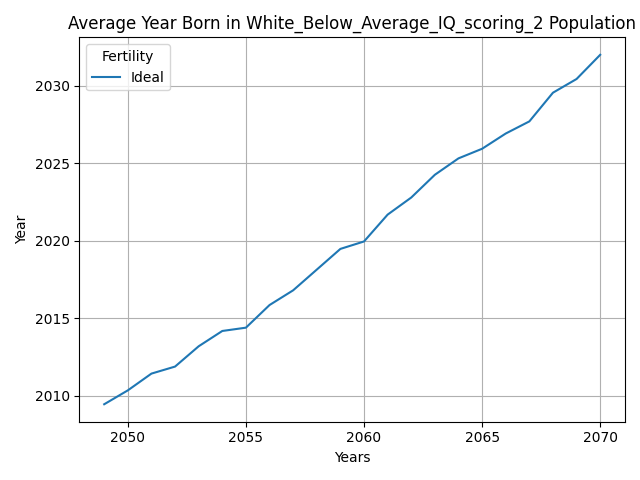 Average Year Born in White_Below_Average_IQ_scoring_2 Population
Fertility
Ideal
Year
2030
2025
2020
2015
2010
2050 2055 2060 2065 2070
Years